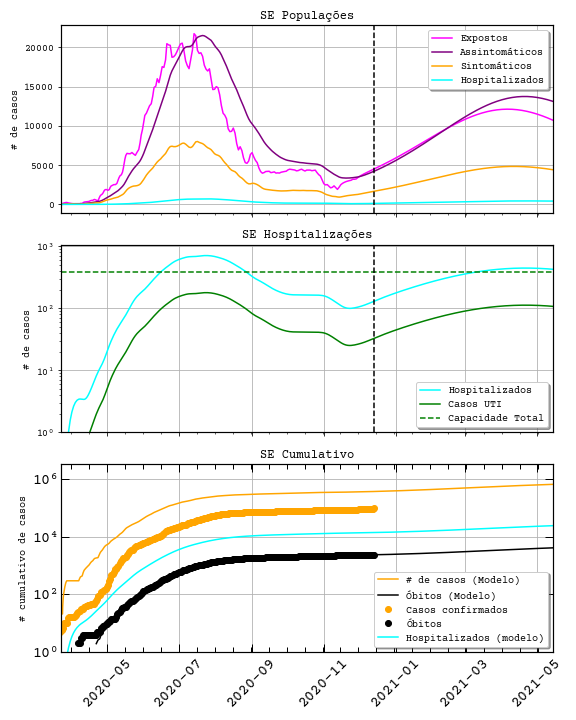 SE Populações
# de casos
20000
15000
10000
5000
0
Expostos
Assintomáticos
Sintomáticos
Hospitalizados
SE Hospitalizações
# de casos
10³
10²
10¹
10⁰
Hospitalizados
Casos UTI
Capacidade Total
SE Cumulativo
# cumulativo de casos
10⁶
10⁴
10²
10⁰
# de casos (Modelo)
óbitos (Modelo)
Casos confirmados
Óbitos
Hospitalizados (modelo)
2020-05
2020-07
2020-09
2020-11
2021-01
2021-03
2021-05